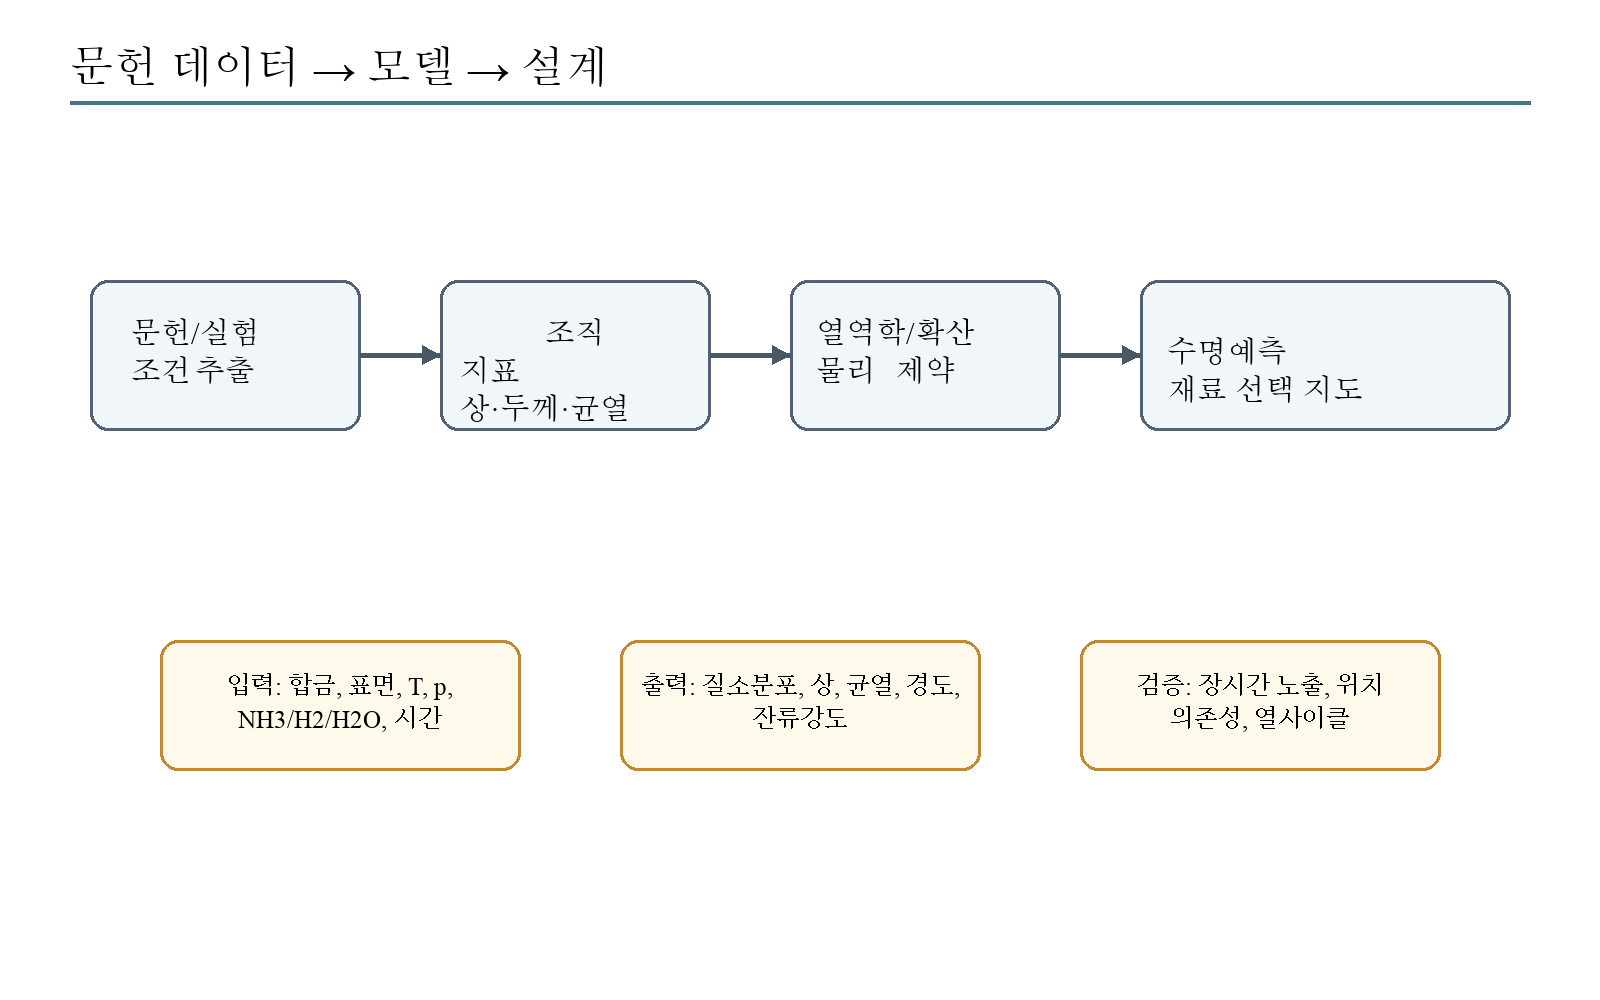 문헌 데이터 → 모델 → 설계
문헌/실험
조건추출
조직
지표
상·두께·균열
열역학/확산
물리 제약
수명예측
재료 선택 지도
입력: 합금, 표면, T, p,
NH3/H2/H2O, 시간
출력: 질소분포, 상, 균열, 경도,
잔류강도
검증: 장시간 노출, 위치
의존성, 열사이클